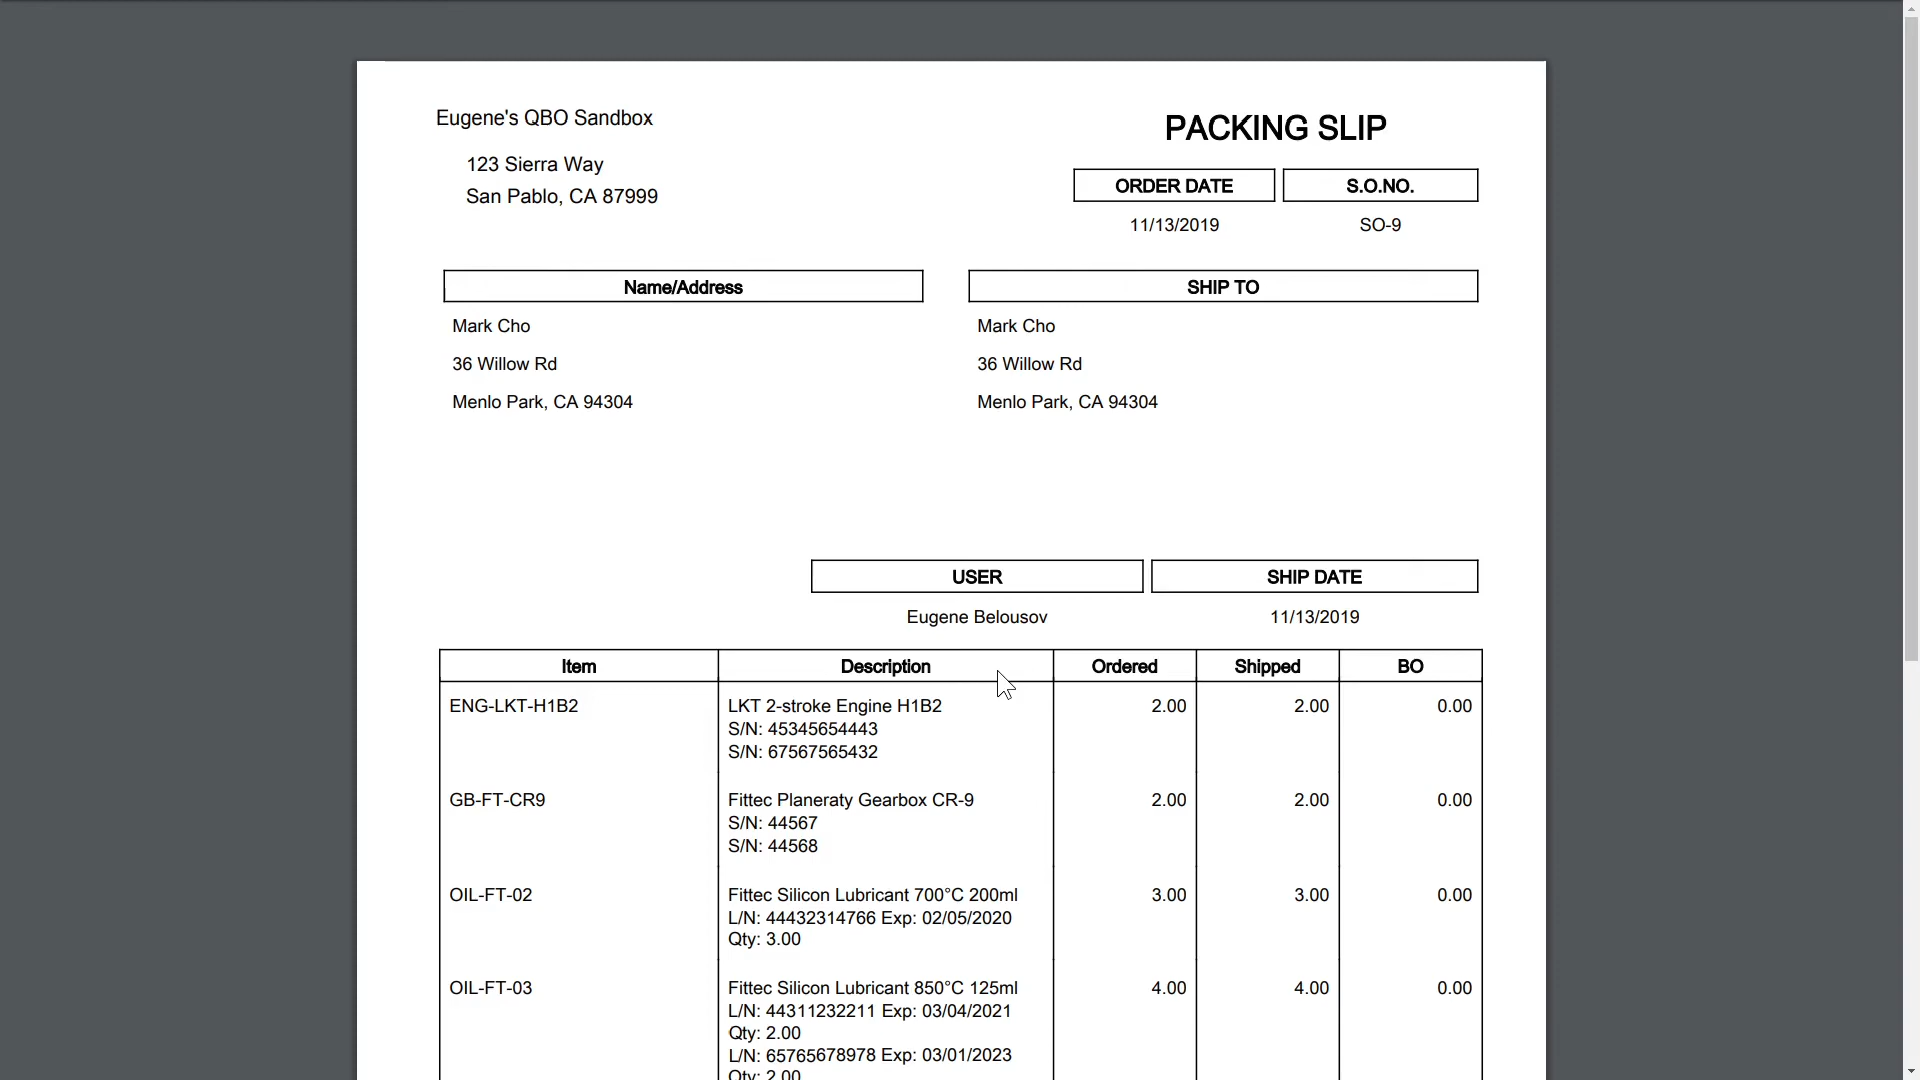 Eugene's QBO Sandbox
PACKING SLIP
123 Sierra Way
San Pablo, CA 87999
ORDER DATE S.O.NO.
11/13/2019 SO-9
Name/Address SHIP TO
Mark Cho Mark Cho
36 Willow Rd 36 Willow Rd
Menlo Park, CA 94304 Menlo Park, CA 94304
USER SHIP DATE
Eugene Belousov 11/13/2019
Item Description Ordered Shipped BO
ENG-LKT-H1B2 LKT 2-stroke Engine H1B2 2.00 2.00 0.00
S/N: 45345654443
S/N: 67567565432
GB-FT-CR9 Fittec Planeraty Gearbox CR-9 2.00 2.00 0.00
S/N: 44567
S/N: 44568
OIL-FT-02 Fittec Silicon Lubricant 700°C 200ml 3.00 3.00 0.00
L/N: 44432314766 Exp: 02/05/2020
Qty: 3.00
OIL-FT-03 Fittec Silicon Lubricant 850°C 125ml 4.00 4.00 0.00
L/N: 44311232211 Exp: 03/04/2021
Qty: 2.00
L/N: 65765678978 Exp: 03/01/2023
Qty: 2.00